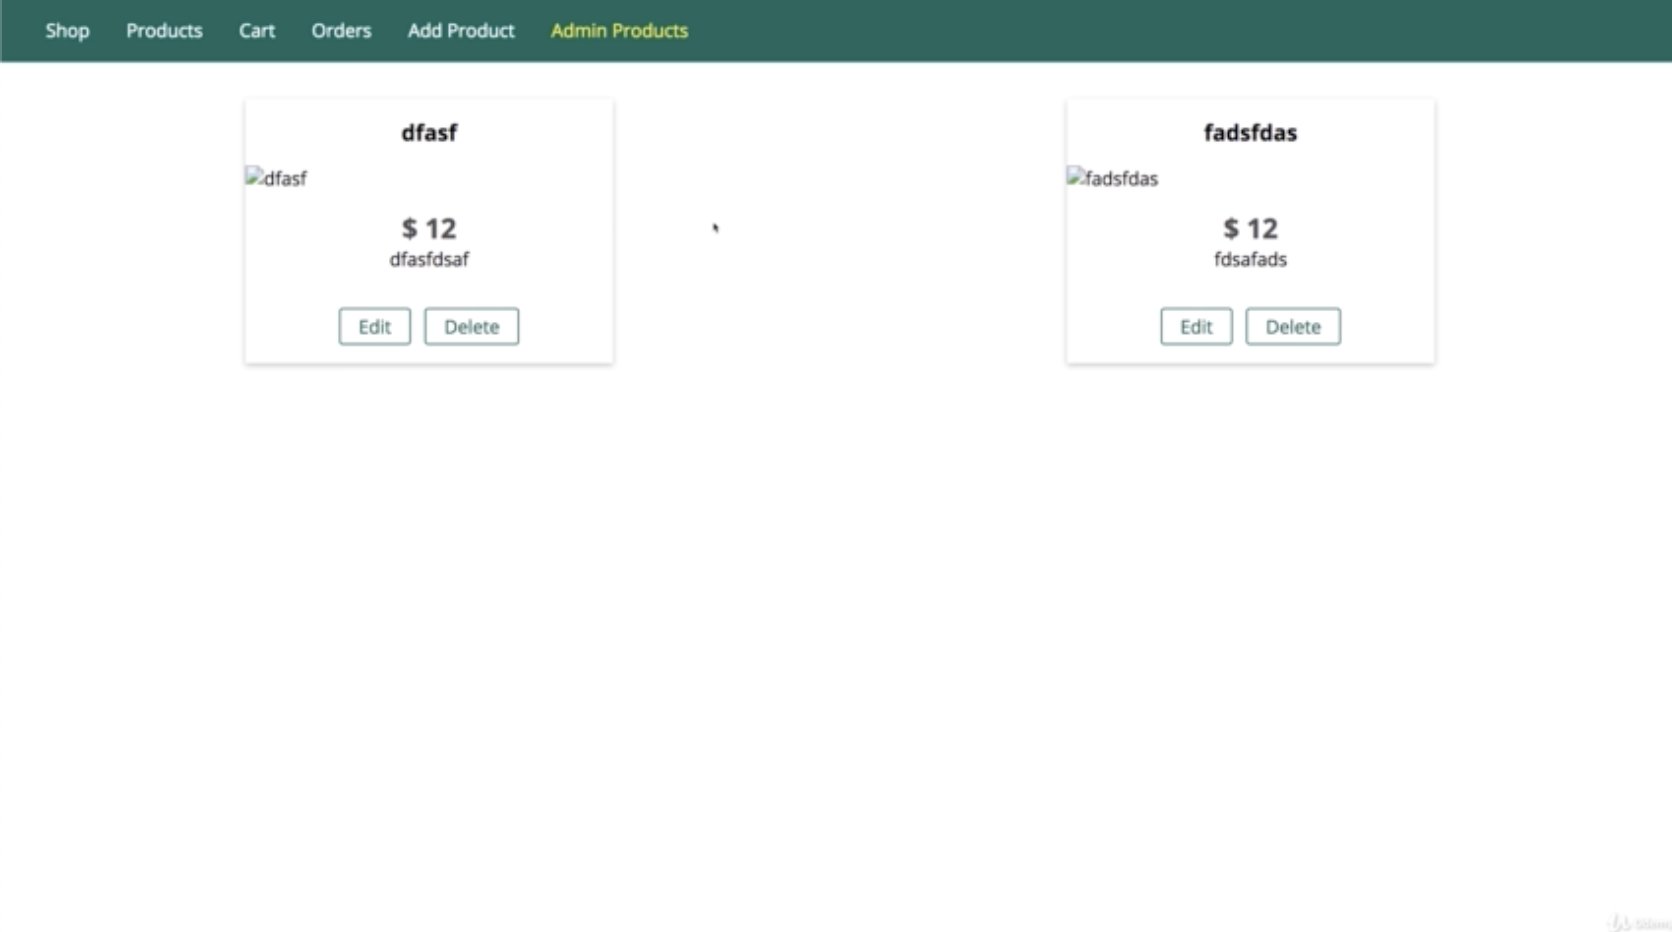 Shop Products Cart Orders Add Product Admin Products
dfasf
dfasf
$ 12
dfasfdsaf
Edit Delete
fadsfdas
fadsfdas
$ 12
fdsafads
Edit Delete